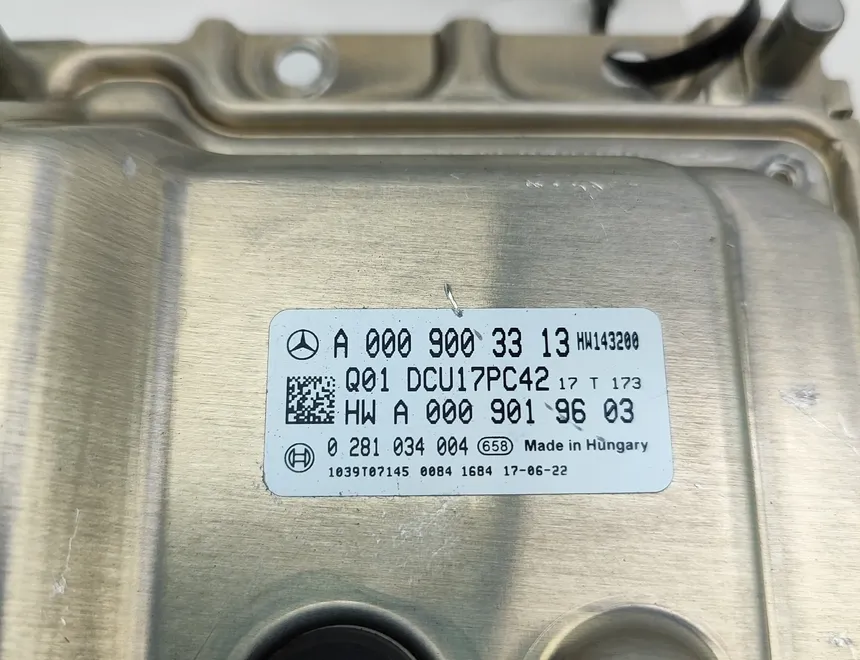 A 000 900 33 13 HW143200
Q01 DCU17PC42 17 T 173
HW A 000 901 96 03
0 281 034 004 658 Made in Hungary
1039T07145 0084 1684 17-06-22